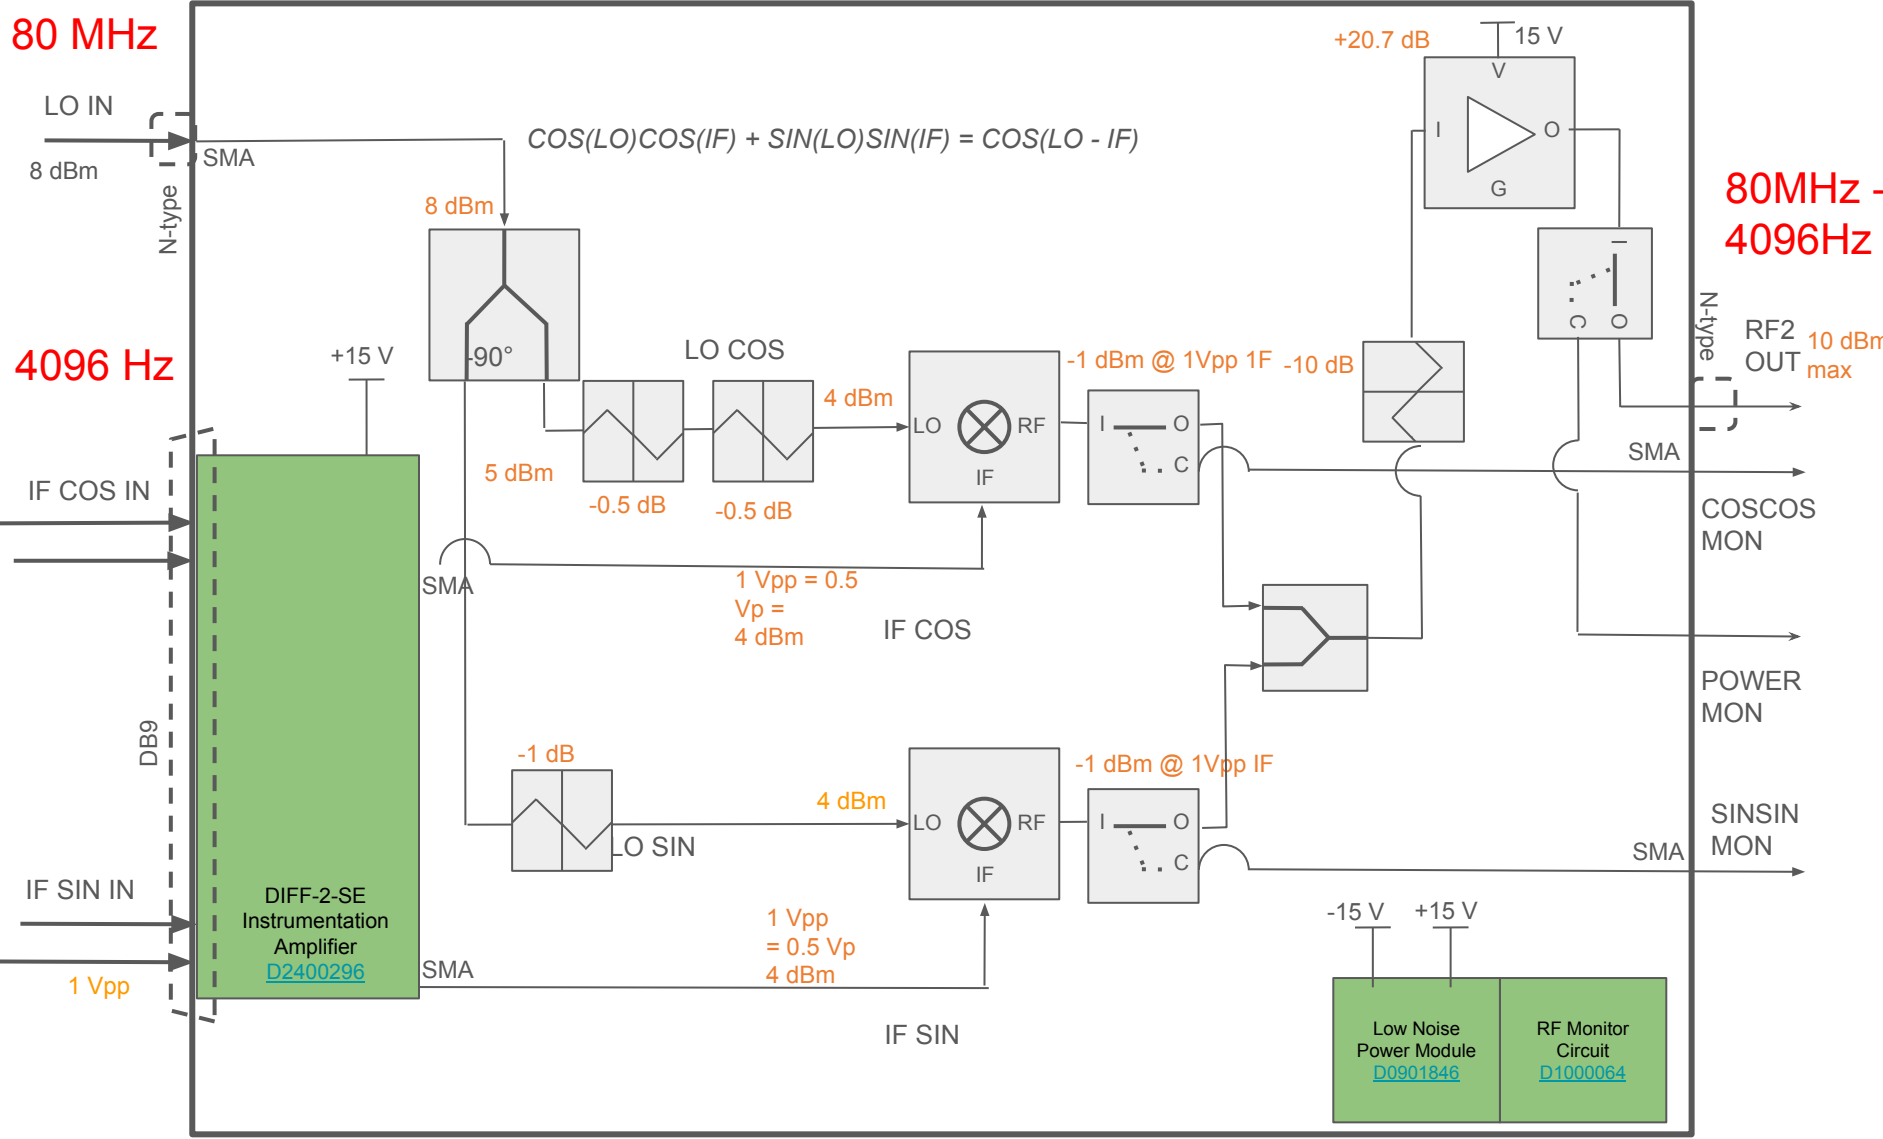 80 MHz
LO IN
8 dBm
N-type
SMA
COS(LO)COS(IF) + SIN(LO)SIN(IF) = COS(LO - IF)
+20.7 dB
15 V
V
I
O
G
80MHz -
4096Hz
8 dBm
-90°
4096 Hz
+15 V
LO COS
5 dBm
-0.5 dB
-0.5 dB
4 dBm
LO
RF
IF
-1 dBm @ 1Vpp 1F
-10 dB
I
O
C
I
C
O
N-type
RF2
OUT
10 dBm
max
SMA
COSCOS
MON
IF COS IN
SMA
1 Vpp = 0.5
Vp =
4 dBm
IF COS
POWER
MON
DB9
-1 dB
4 dBm
LO SIN
LO
RF
IF
-1 dBm @ 1Vpp IF
I
O
C
SINSIN
MON
SMA
IF SIN IN
1 Vpp
DIFF-2-SE
Instrumentation
Amplifier
D2400296
SMA
1 Vpp
= 0.5 Vp
4 dBm
IF SIN
-15 V
+15 V
Low Noise
Power Module
D0901846
RF Monitor
Circuit
D1000064